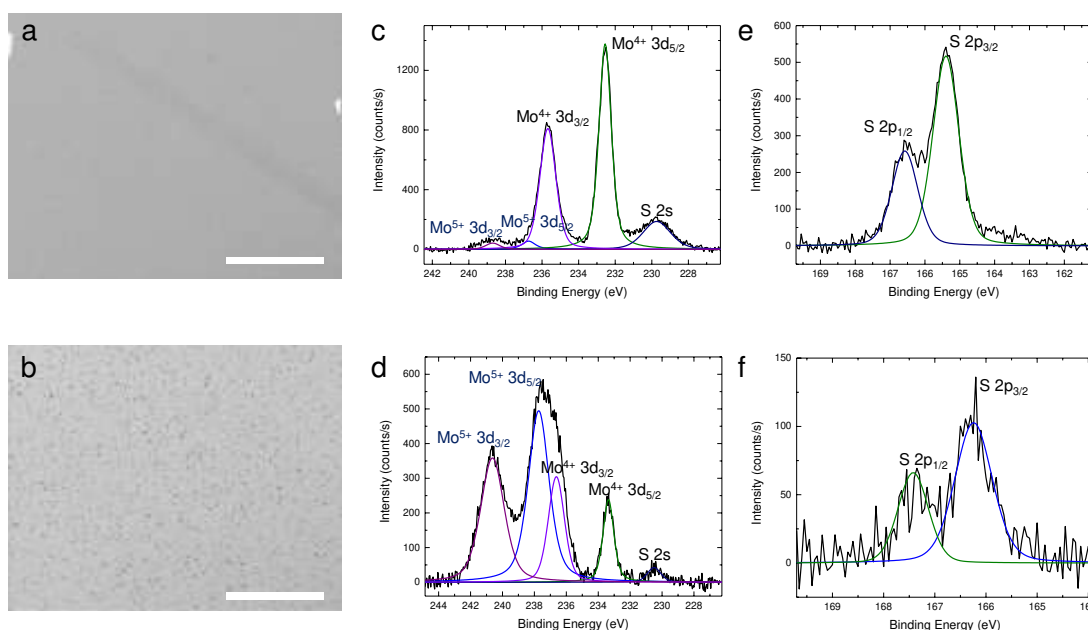 a
b
c
Mo⁴⁺ 3d5/2
Mo⁴⁺ 3d3/2
Mo⁵⁺ 3d3/2
Mo⁵⁺ 3d5/2
S 2s
1200
800
400
0
Intensity (counts/s)
242 240 238 236 234 232 230 228
Binding Energy (eV)
d
Mo⁵⁺ 3d5/2
Mo⁵⁺ 3d3/2
Mo⁴⁺ 3d3/2
Mo⁴⁺ 3d5/2
S 2s
600
500
400
300
200
100
0
Intensity (counts/s)
244 242 240 238 236 234 232 230 228
Binding Energy (eV)
e
S 2p3/2
S 2p1/2
600
500
400
300
200
100
0
Intensity (counts/s)
169 168 167 166 165 164 163 162
Binding Energy (eV)
f
S 2p3/2
S 2p1/2
150
100
50
0
Intensity (counts/s)
169 168 167 166 165
Binding Energy (eV)